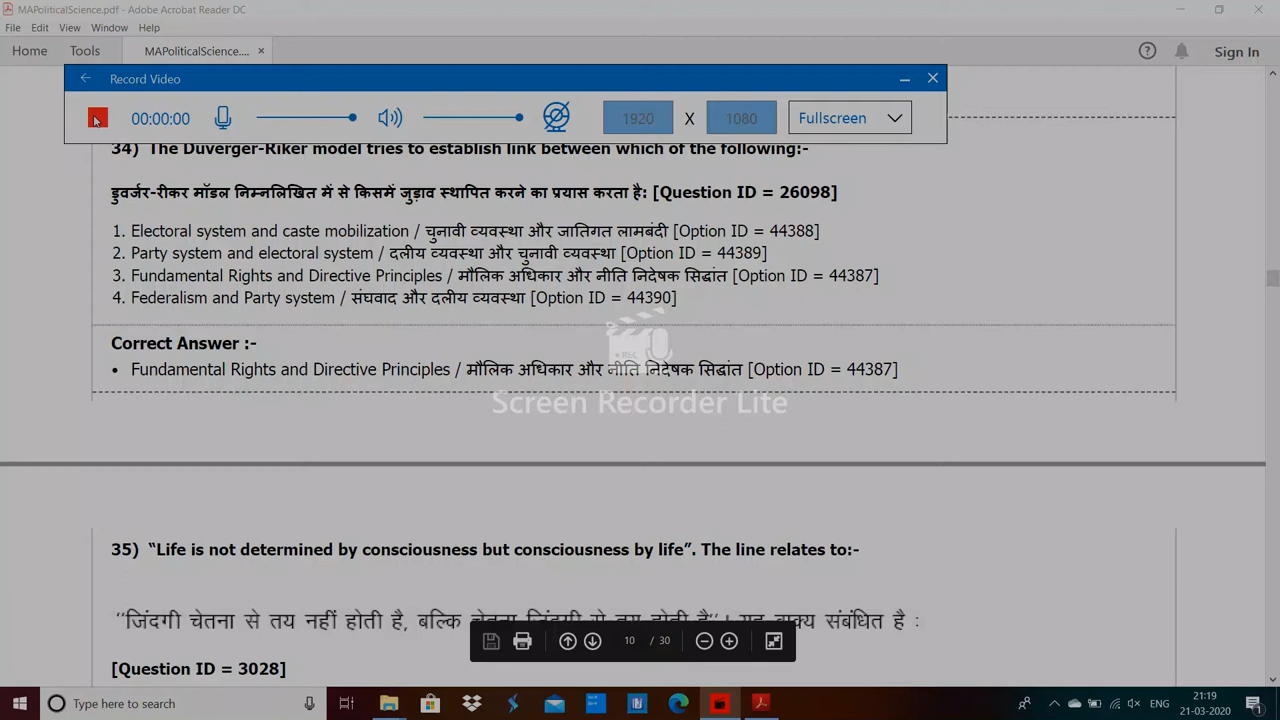 MAPoliticalScience.pdf - Adobe Acrobat Reader DC
File Edit View Window Help
Home Tools MAPoliticalScience.... × Sign In
Record Video
00:00:00 1920 X 1080 Fullscreen
34) The Duverger-Riker model tries to establish link between which of the following:-
डुवर्जर-रीकर मॉडल निम्नलिखित में से किसमें जुड़ाव स्थापित करने का प्रयास करता है: [Question ID = 26098]
1. Electoral system and caste mobilization / चुनावी व्यवस्था और जातिगत लामबंदी [Option ID = 44388]
2. Party system and electoral system / दलीय व्यवस्था और चुनावी व्यवस्था [Option ID = 44389]
3. Fundamental Rights and Directive Principles / मौलिक अधिकार और नीति निदेषक सिद्धांत [Option ID = 44387]
4. Federalism and Party system / संघवाद और दलीय व्यवस्था [Option ID = 44390]
Correct Answer :-
• Fundamental Rights and Directive Principles / मौलिक अधिकार और नीति निदेषक सिद्धांत [Option ID = 44387]
REC
Screen Recorder Lite
35) “Life is not determined by consciousness but consciousness by life”. The line relates to:-
‘‘जिंदगी चेतना से तय नहीं होती है, बल्कि चेतना जिंदगी से तय होती है’’। यह वाक्य संबंधित है :
10 / 30
[Question ID = 3028]
Type here to search
ENG
21:19
21-03-2020
1